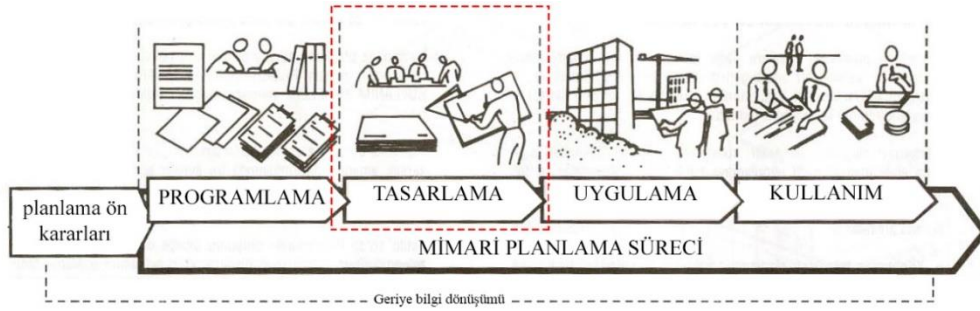 PROGRAMLAMA
TASARLAMA
UYGULAMA
KULLANIM
planlama ön
kararları
MİMARİ PLANLAMA SÜRECİ
Geriye bilgi dönüşümü